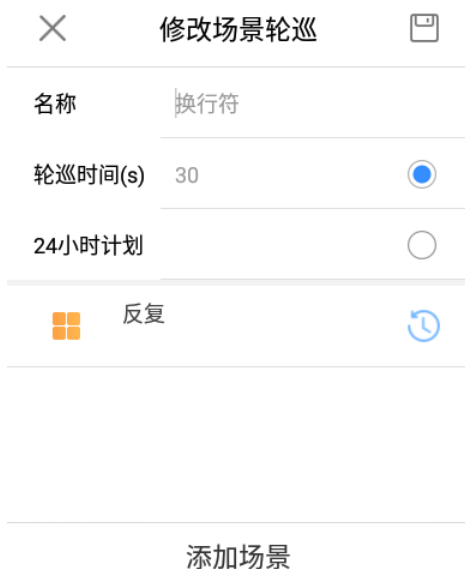 修改场景轮巡
名称 换行符
轮巡时间(s) 30
24小时计划
反复
添加场景